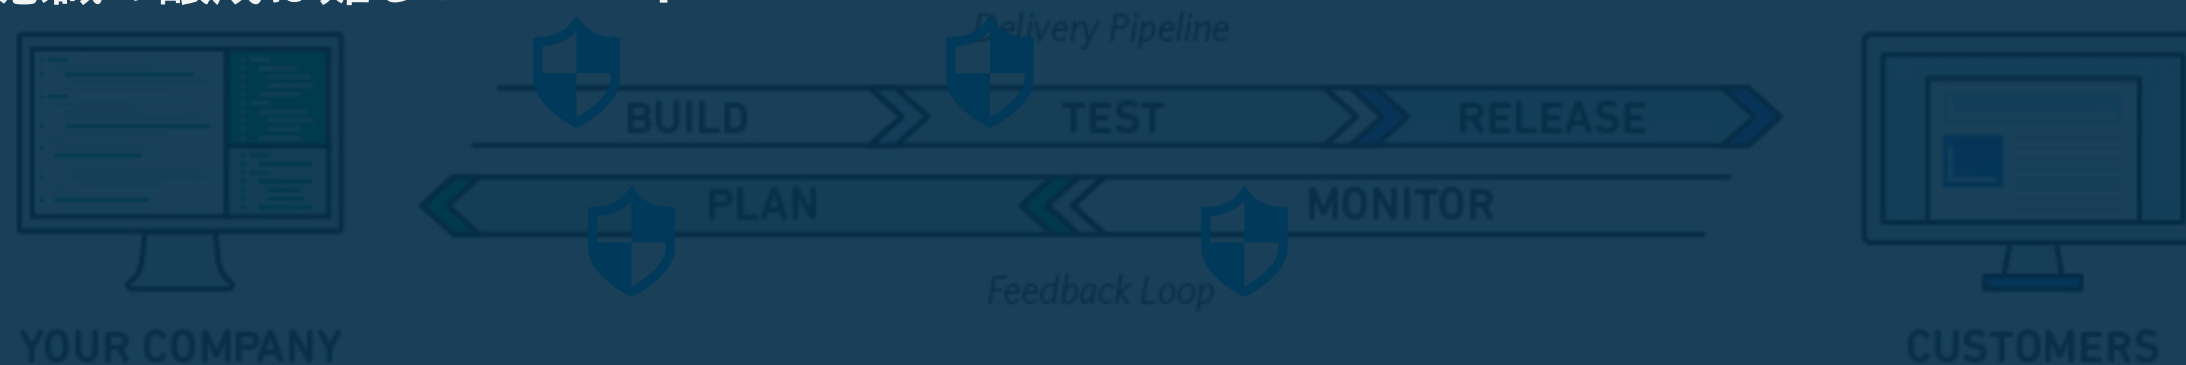 Delivery Pipeline
BUILD
TEST
RELEASE
PLAN
MONITOR
Feedback Loop
YOUR COMPANY
CUSTOMERS